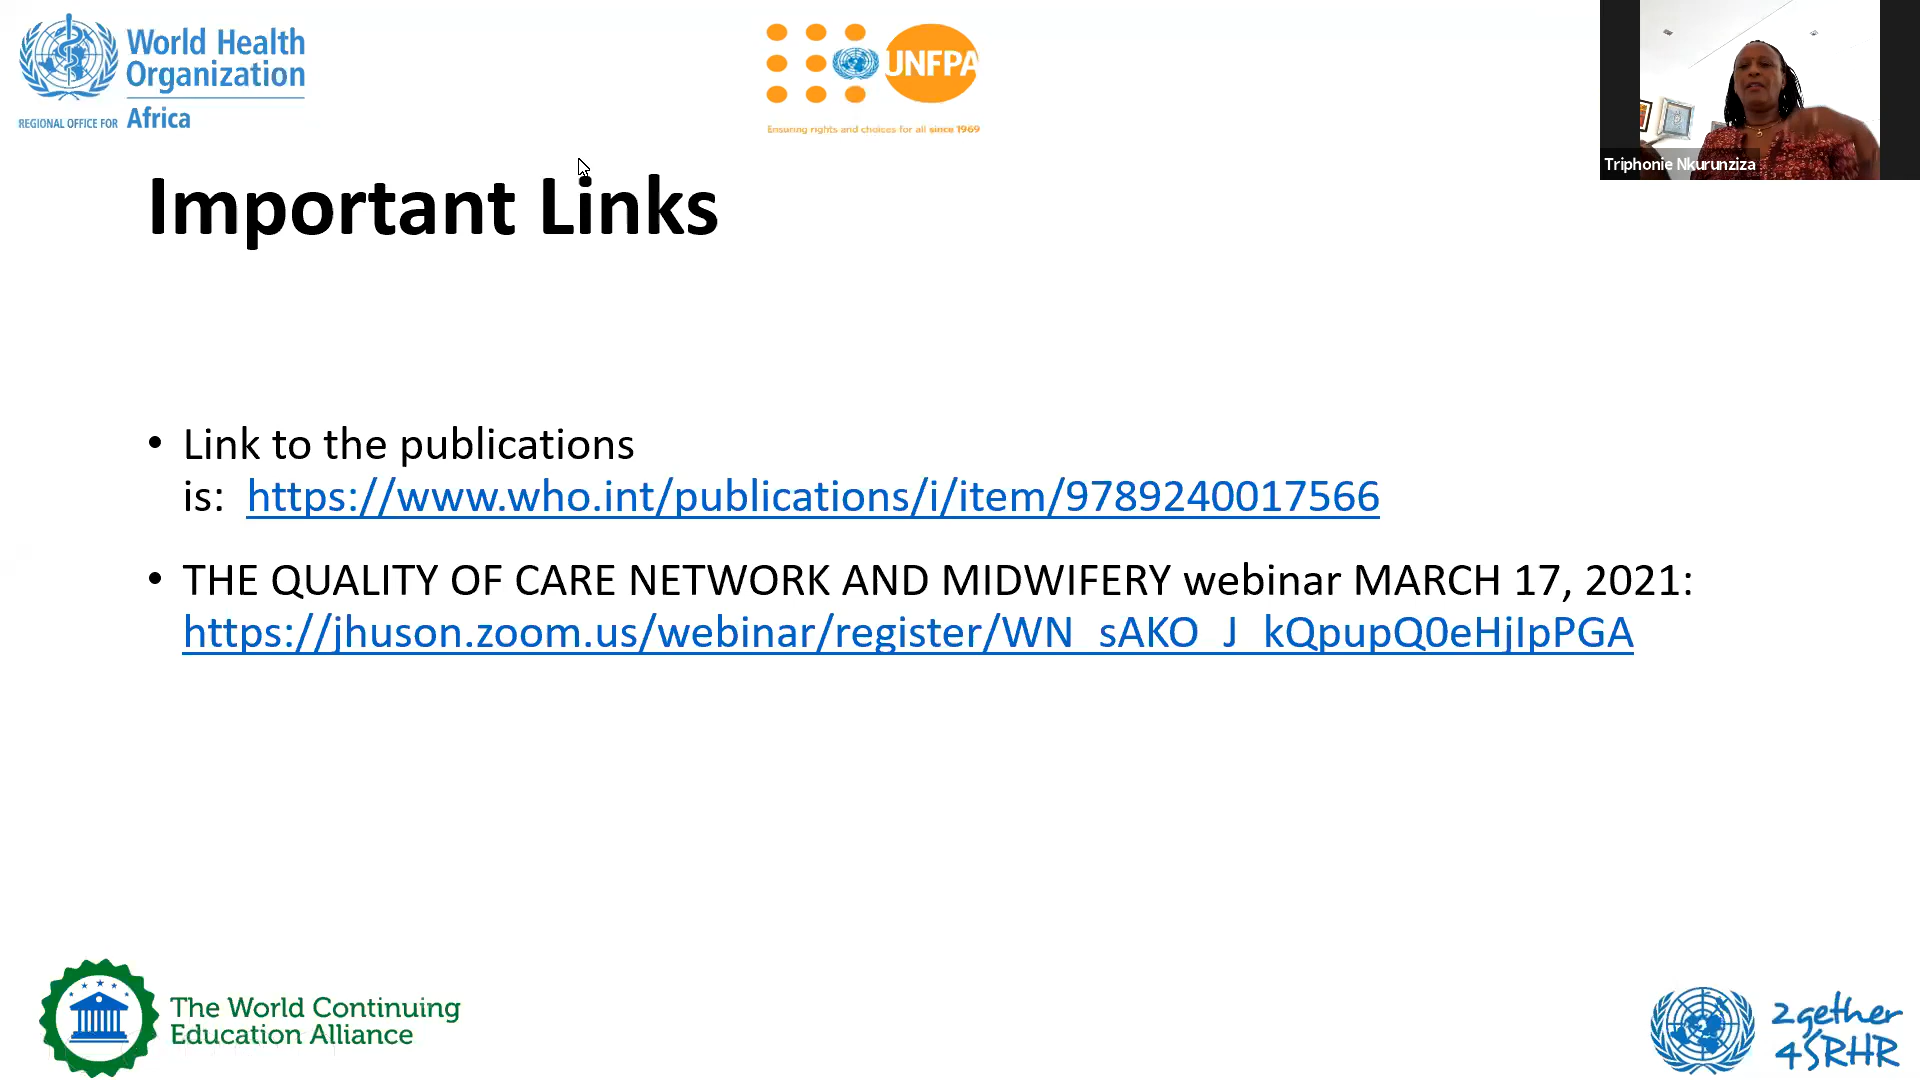 World Health
Organization
REGIONAL OFFICE FOR Africa
UNFPA
Ensuring rights and choices for all since 1969
Triphonie Nkurunziza
Important Links
• Link to the publications
is: https://www.who.int/publications/i/item/9789240017566
• THE QUALITY OF CARE NETWORK AND MIDWIFERY webinar MARCH 17, 2021:
https://jhuson.zoom.us/webinar/register/WN_sAKO_J_kQpupQ0eHjIpPGA
The World Continuing
Education Alliance
2gether
4SRHR